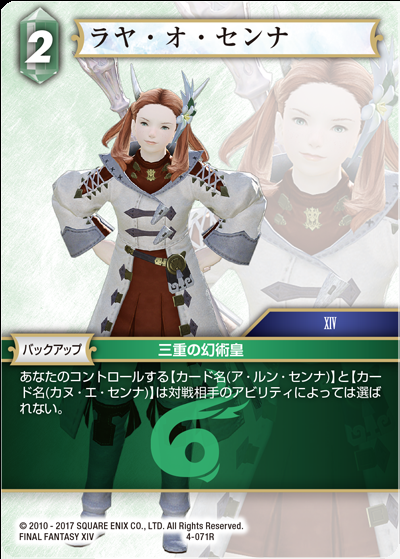 2
ラヤ・オ・センナ
XIV
バックアップ
三重の幻術皇
あなたのコントロールする【カード名(ア・ルン・センナ)】と【カー
ド名(カヌ・エ・センナ)】は対戦相手のアビリティによっては選ば
れない。
© 2010 - 2017 SQUARE ENIX CO., LTD. All Rights Reserved.
FINAL FANTASY XIV 4-071R